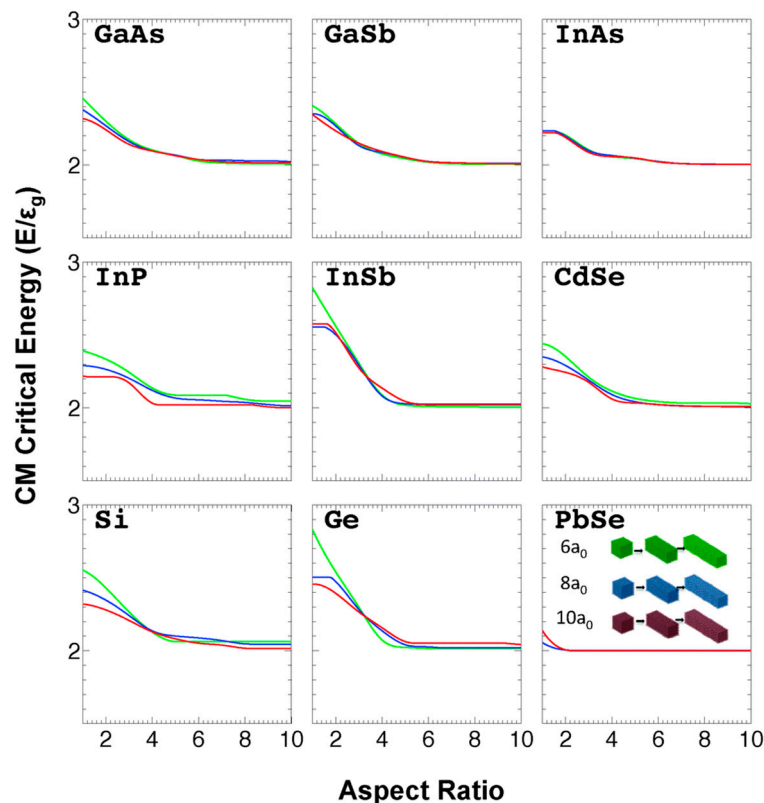 CM Critical Energy (E/εg)
3
GaAs
GaSb
InAs
2
3
InP
InSb
CdSe
2
3
Si
Ge
PbSe
6a0
8a0
10a0
2
2 4 6 8 10 2 4 6 8 10 2 4 6 8 10
Aspect Ratio